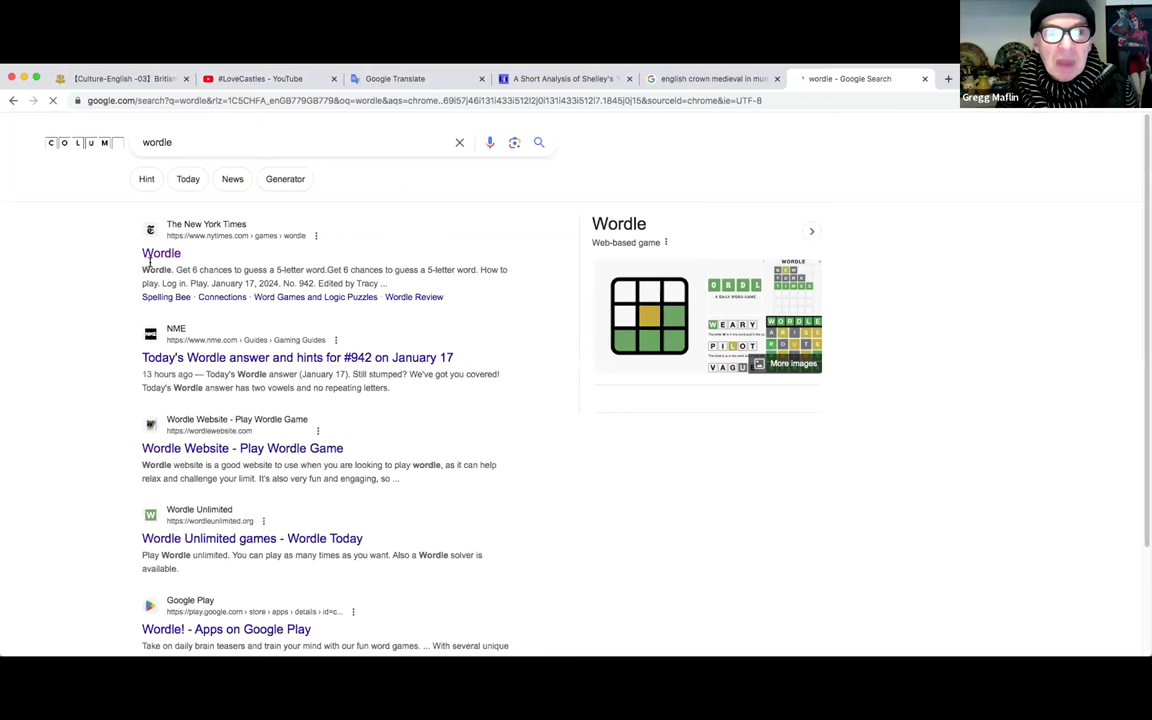 【Culture-English -03】British
#LoveCastles - YouTube
Google Translate
A Short Analysis of Shelley's
english crown medieval in mu
wordle - Google Search
google.com/search?q=wordle&rlz=1C5CHFA_enGB779GB779&oq=wordle&aqs=chrome..69i57j46i131i433i512l2j0i131i433i512l7.1845j0j15&sourceid=chrome&ie=UTF-8
Gregg Maflin
C O L U M
wordle
Hint
Today
News
Generator
The New York Times
https://www.nytimes.com › games › wordle
Wordle
Wordle. Get 6 chances to guess a 5-letter word.Get 6 chances to guess a 5-letter word. How to
play. Log in. Play. January 17, 2024. No. 942. Edited by Tracy ...
Spelling Bee · Connections · Word Games and Logic Puzzles · Wordle Review
NME
https://www.nme.com › Guides › Gaming Guides
Today's Wordle answer and hints for #942 on January 17
13 hours ago — Today's Wordle answer (January 17). Still stumped? We've got you covered!
Today's Wordle answer has two vowels and no repeating letters.
Wordle Website - Play Wordle Game
https://wordlewebsite.com
Wordle Website - Play Wordle Game
Wordle website is a good website to use when you are looking to play wordle, as it can help
relax and challenge your limit. It's also very fun and engaging, so ...
Wordle Unlimited
https://wordleunlimited.org
Wordle Unlimited games - Wordle Today
Play Wordle unlimited. You can play as many times as you want. Also a Wordle solver is
available.
Google Play
https://play.google.com › store › apps › details › id=c...
Wordle! - Apps on Google Play
Take on daily brain teasers and train your mind with our fun word games. ... With several unique
Wordle
Web-based game
A DAILY WORD GAME
WEARY
PILOT
VAGUE
WORDLE
WORDLE
ARISE
ROUTE
More images